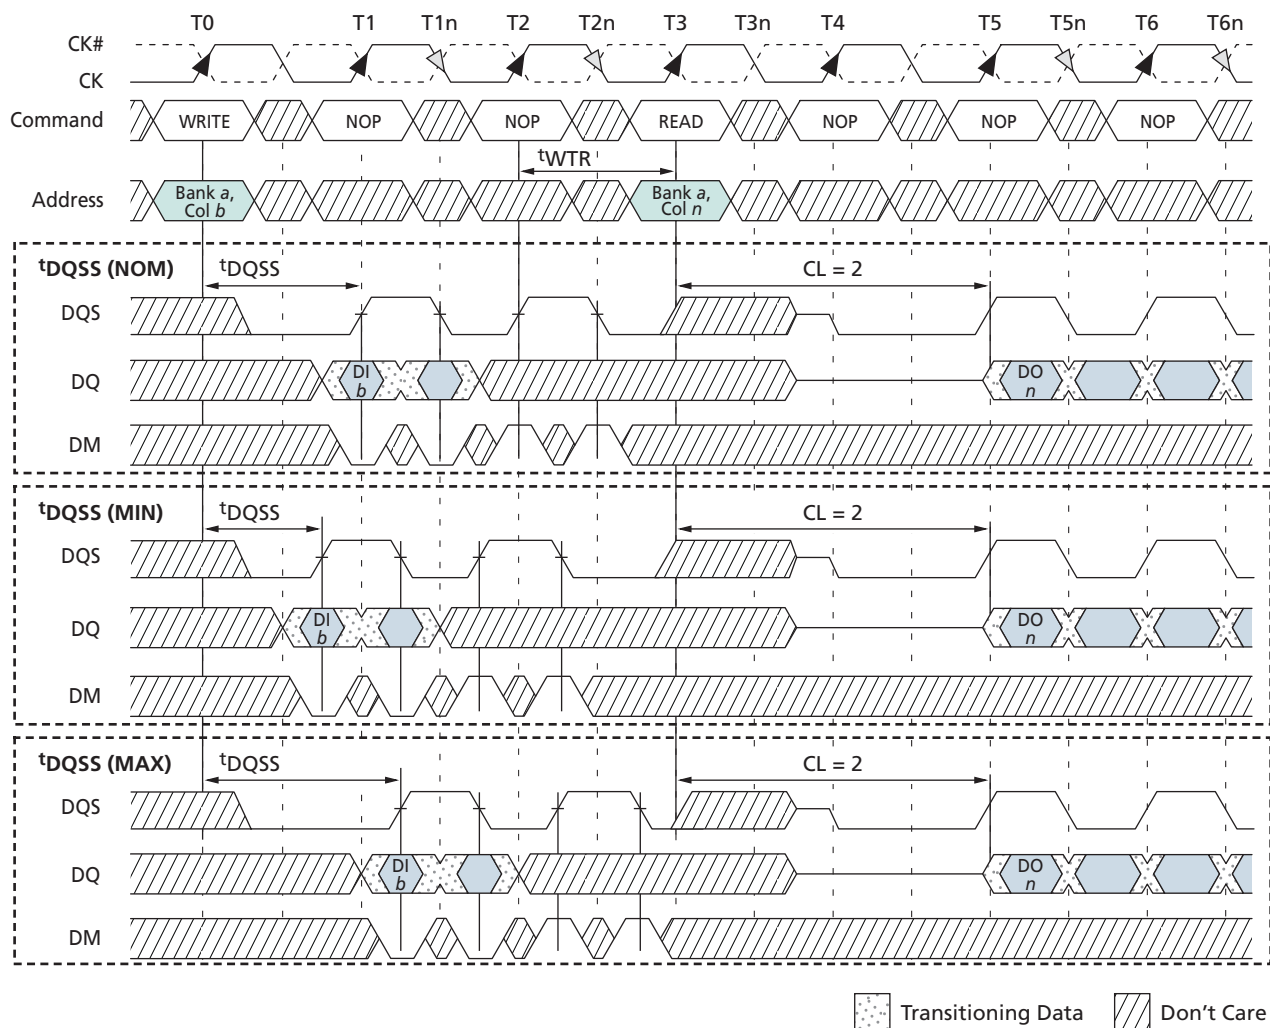 T0 T1 T1n T2 T2n T3 T3n T4 T5 T5n T6 T6n
CK#
CK
Command WRITE NOP NOP READ NOP NOP NOP
tWTR
Address Bank a, Col b Bank a, Col n
tDQSS (NOM) tDQSS CL = 2
DQS
DQ DI b DO n
DM
tDQSS (MIN) tDQSS CL = 2
DQS
DQ DI b DO n
DM
tDQSS (MAX) tDQSS CL = 2
DQS
DQ DI b DO n
DM
Transitioning Data Don't Care